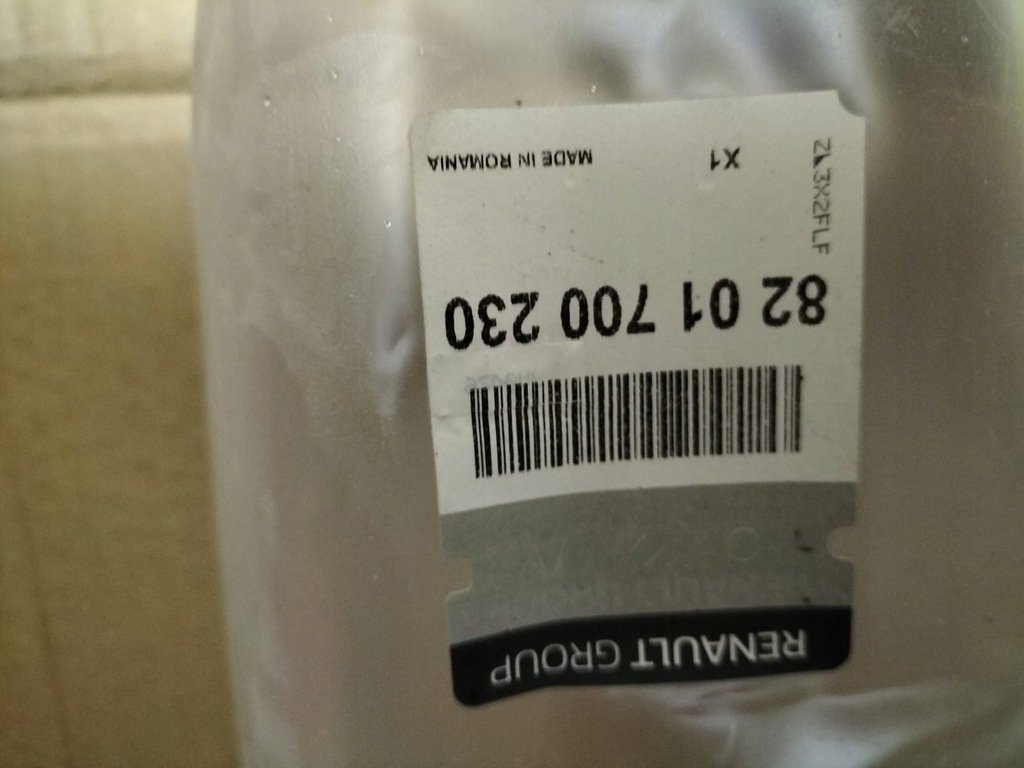 RENAULT GROUP
82 01 700 230
X1
MADE IN ROMANIA